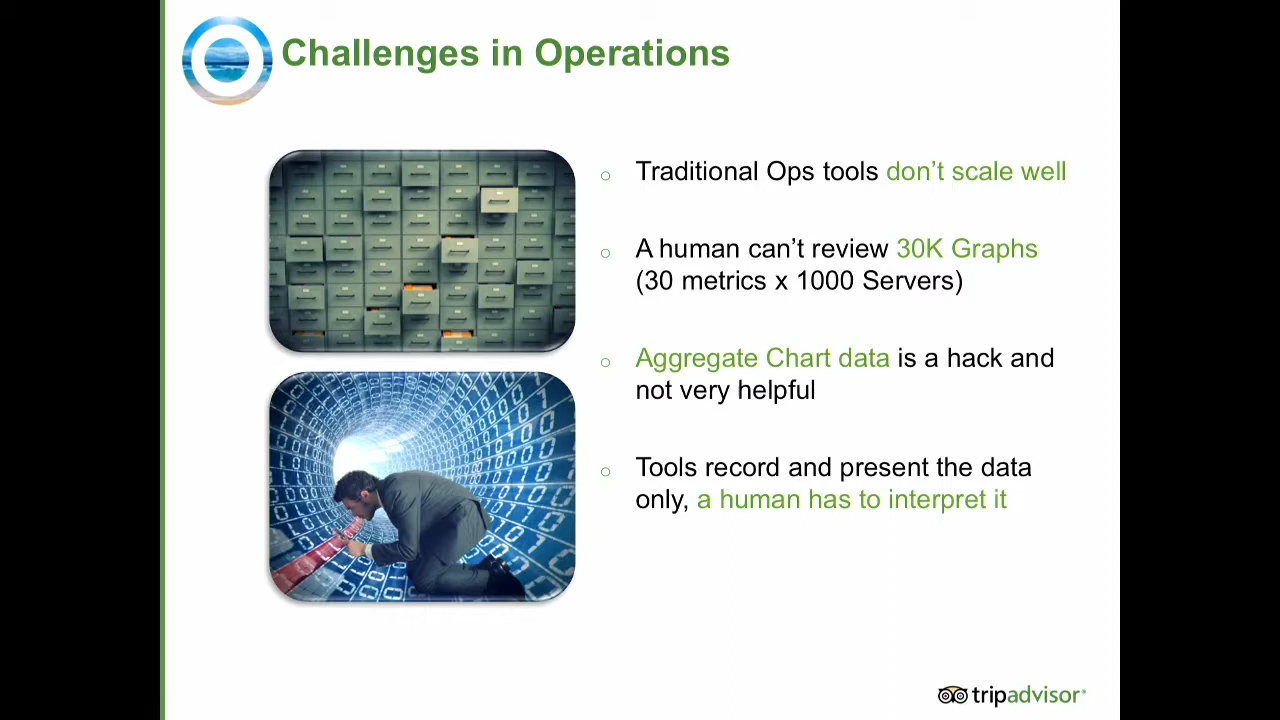 Challenges in Operations
Traditional Ops tools don't scale well
A human can't review 30K Graphs
(30 metrics x 1000 Servers)
Aggregate Chart data is a hack and
not very helpful
Tools record and present the data
only, a human has to interpret it
tripadvisor®